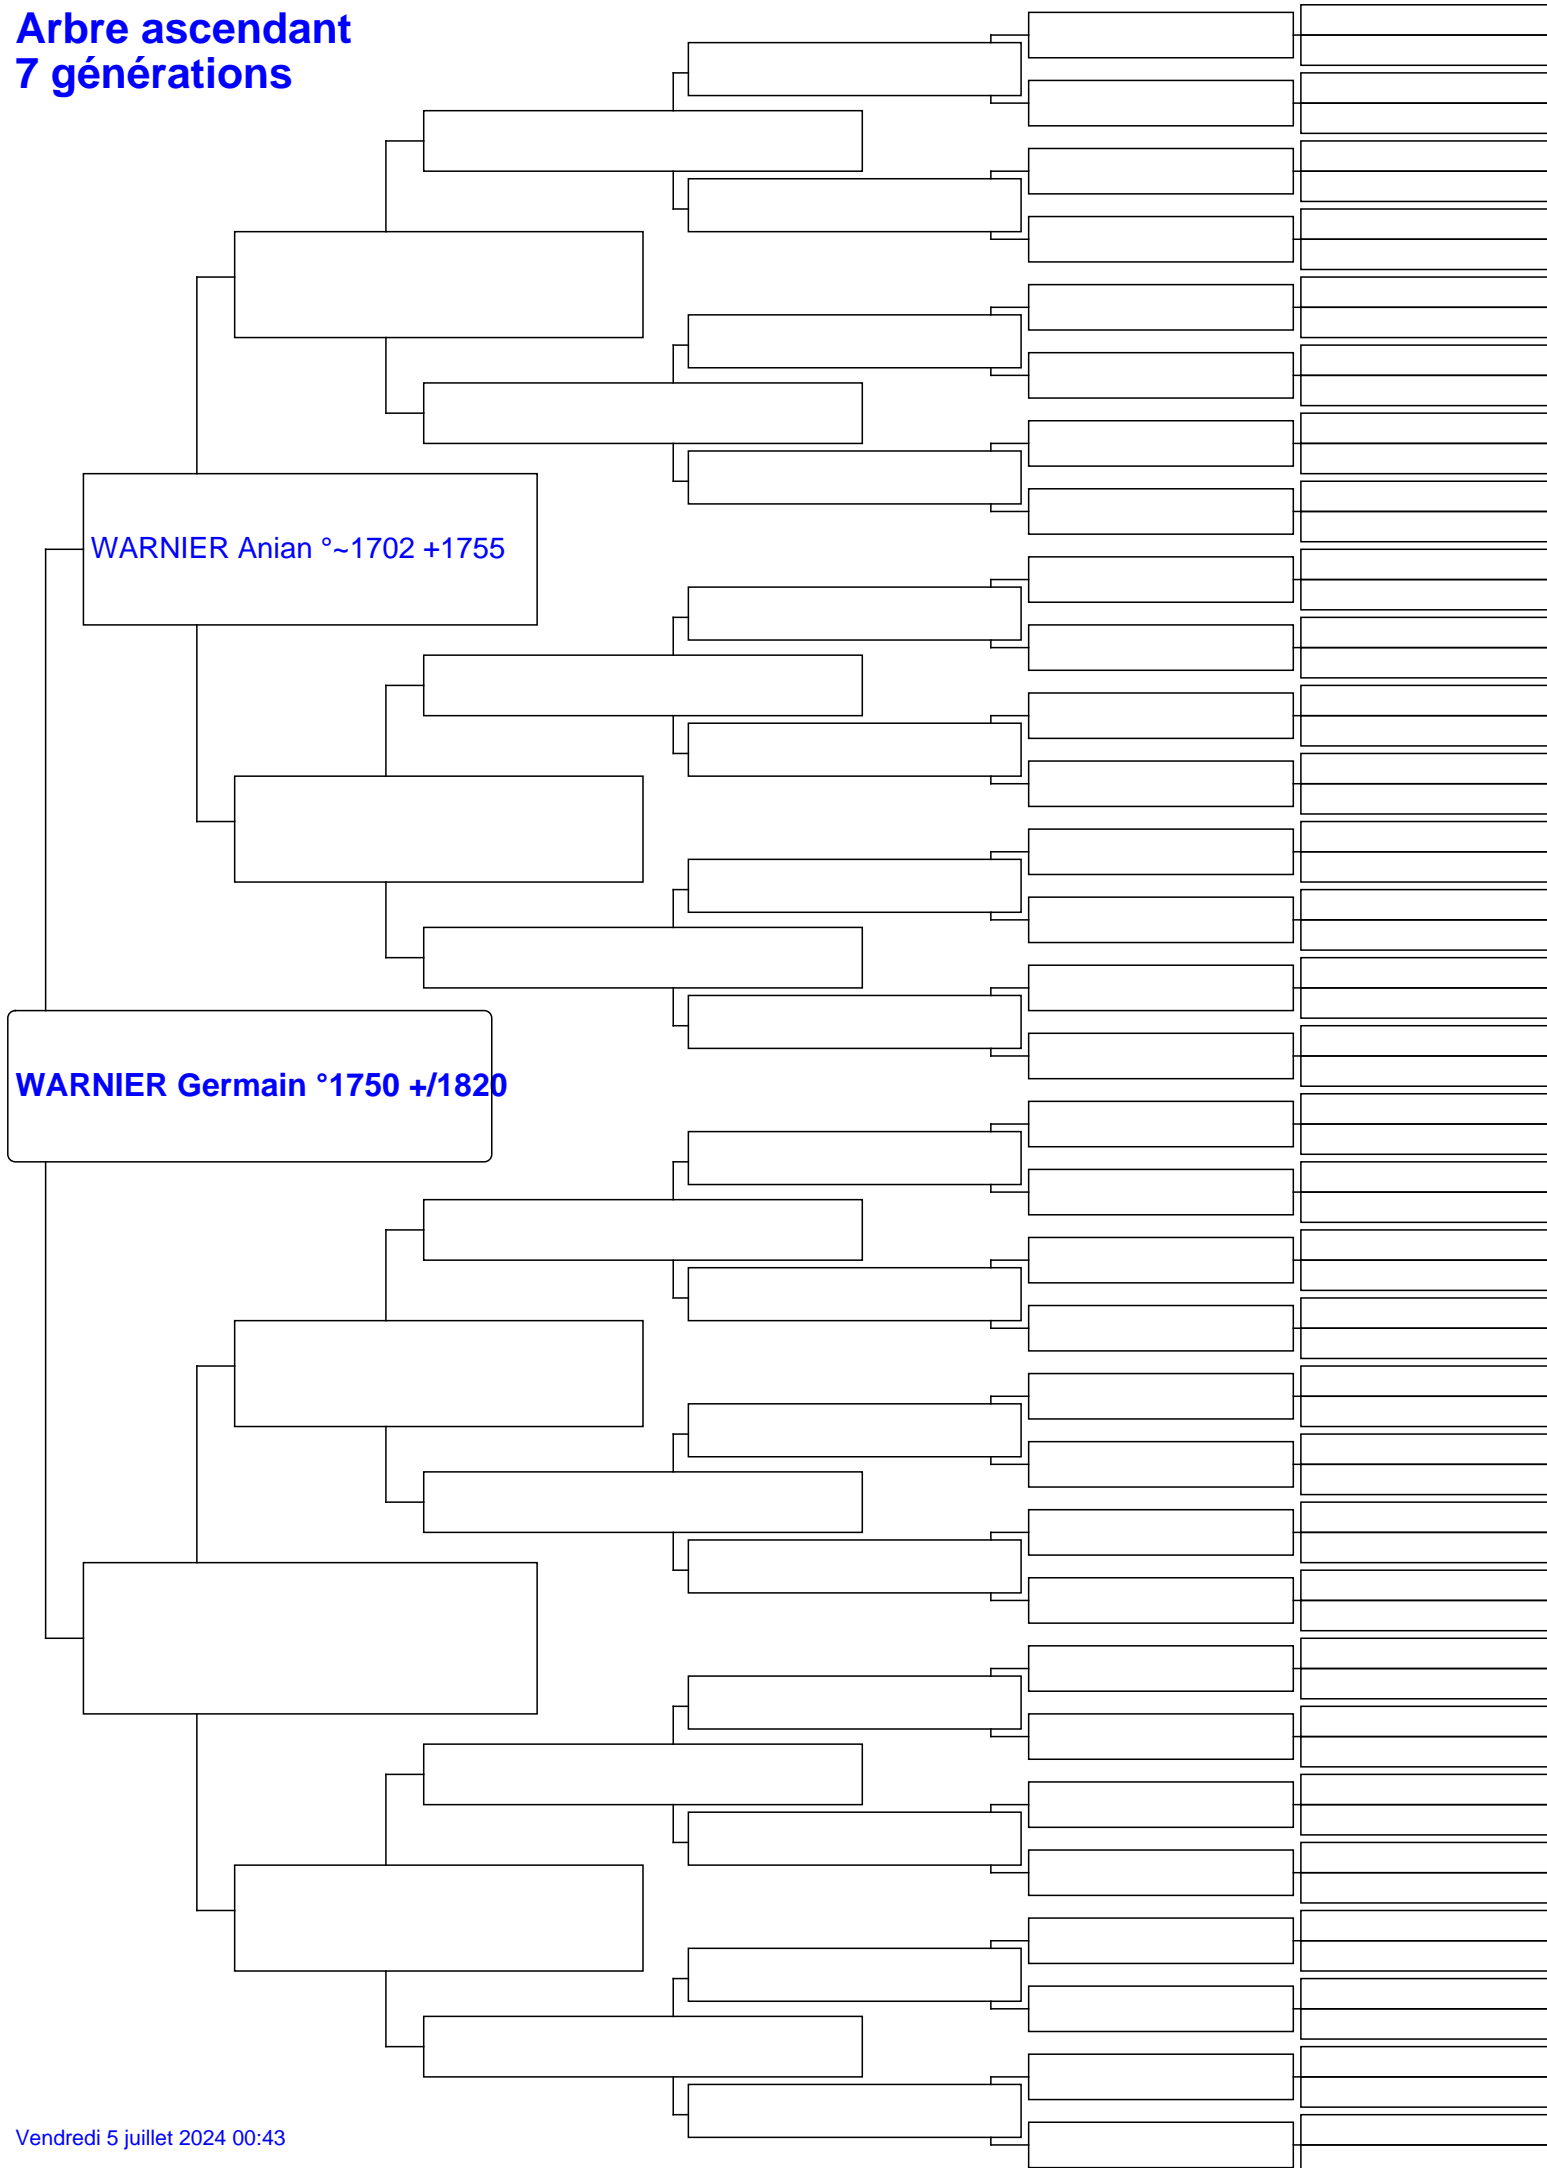 Arbre ascendant
7 générations
WARNIER Anian °~1702 +1755
WARNIER Germain °1750 +/1820
Vendredi 5 juillet 2024 00:43